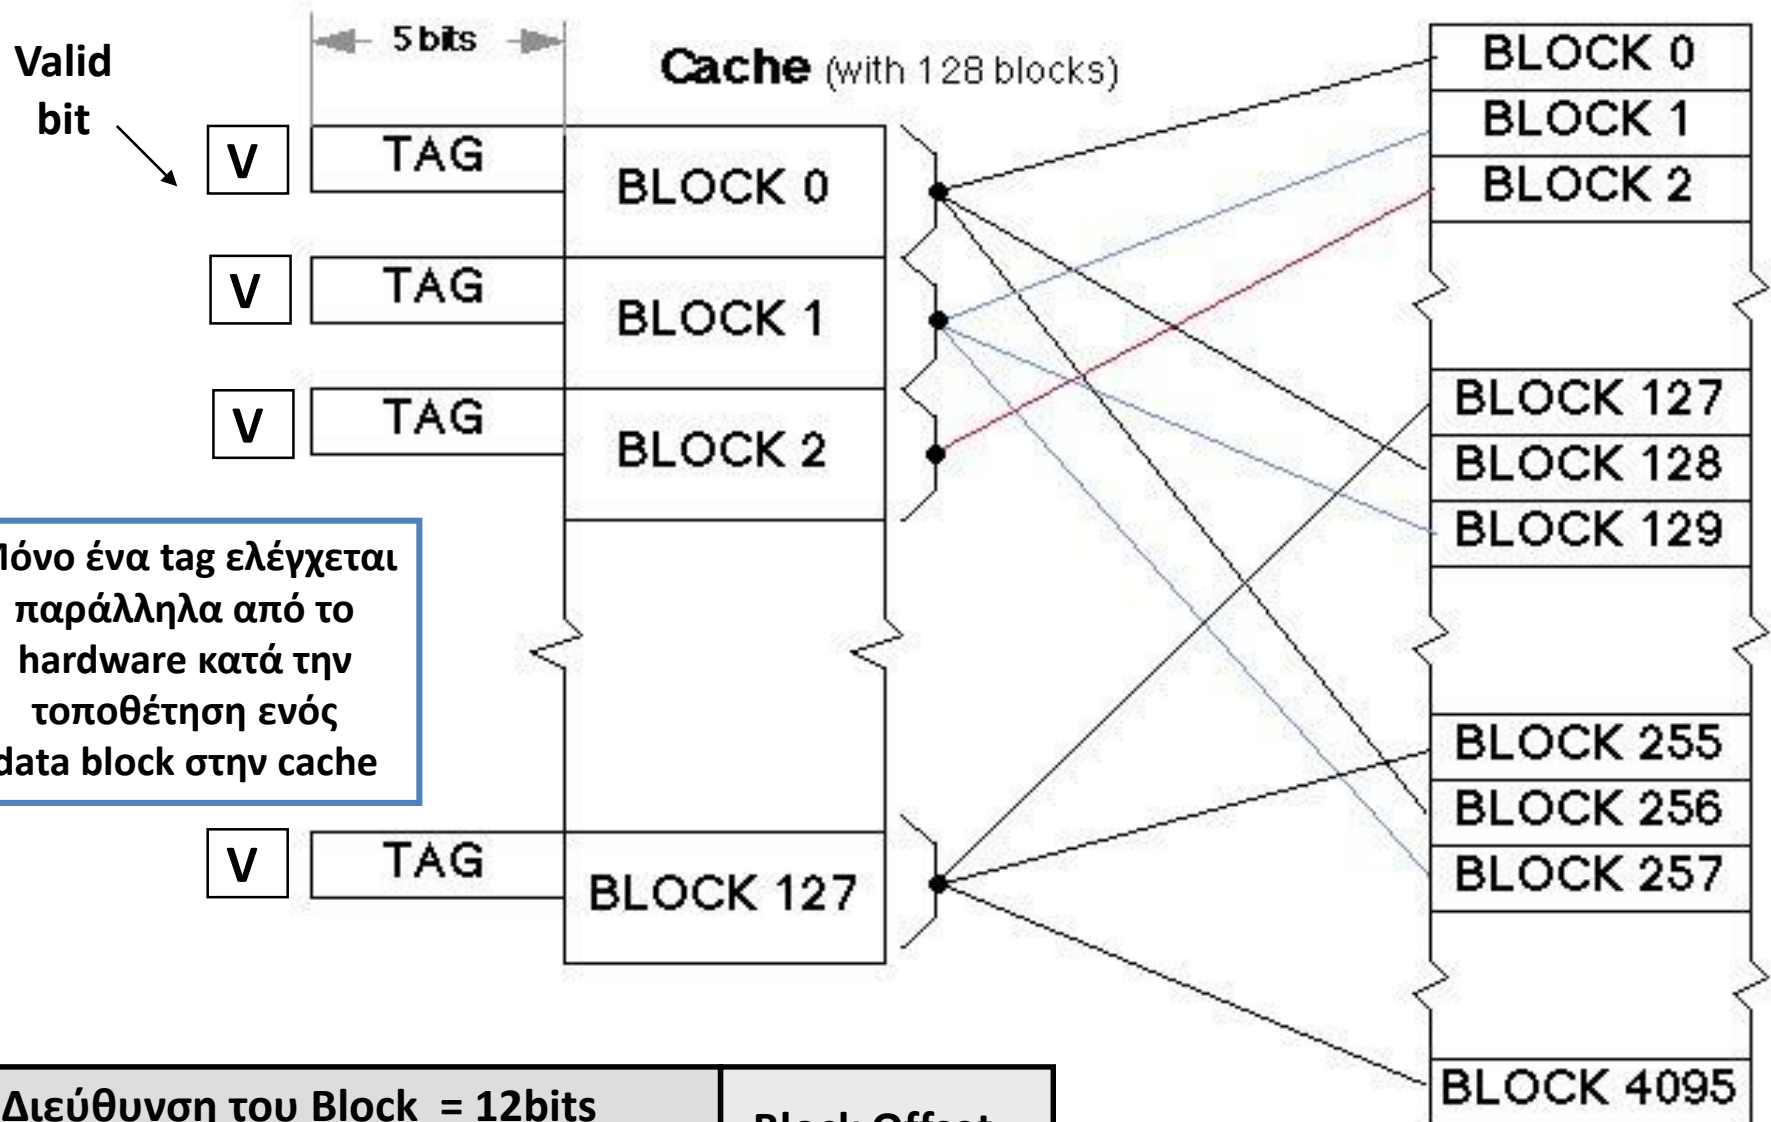 Valid
bit
5 bits
Cache (with 128 blocks)
V
TAG
BLOCK 0
V
TAG
BLOCK 1
V
TAG
BLOCK 2
ένα tag ελέγχεται
παράλληλα από το
hardware κατά την
τοποθέτηση ενός
data block στην cache
V
TAG
BLOCK 127
BLOCK 0
BLOCK 1
BLOCK 2
BLOCK 127
BLOCK 128
BLOCK 129
BLOCK 255
BLOCK 256
BLOCK 257
BLOCK 4095
Διεύθυνση του Block = 12bits
Block Offset